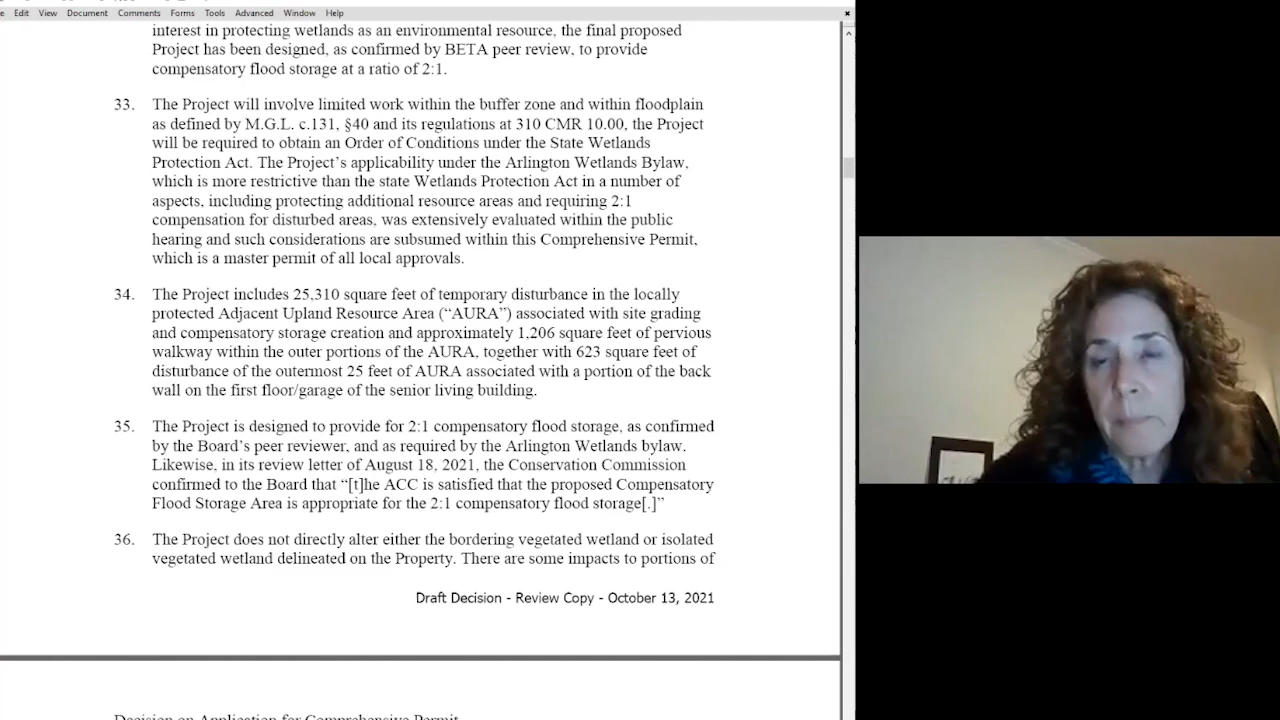 Edit View Document Comments Forms Tools Advanced Window Help
interest in protecting wetlands as an environmental resource, the final proposed
Project has been designed, as confirmed by BETA peer review, to provide
compensatory flood storage at a ratio of 2:1.
33. The Project will involve limited work within the buffer zone and within floodplain
as defined by M.G.L. c.131, §40 and its regulations at 310 CMR 10.00, the Project
will be required to obtain an Order of Conditions under the State Wetlands
Protection Act. The Project's applicability under the Arlington Wetlands Bylaw,
which is more restrictive than the state Wetlands Protection Act in a number of
aspects, including protecting additional resource areas and requiring 2:1
compensation for disturbed areas, was extensively evaluated within the public
hearing and such considerations are subsumed within this Comprehensive Permit,
which is a master permit of all local approvals.
34. The Project includes 25,310 square feet of temporary disturbance in the locally
protected Adjacent Upland Resource Area ("AURA") associated with site grading
and compensatory storage creation and approximately 1,206 square feet of pervious
walkway within the outer portions of the AURA, together with 623 square feet of
disturbance of the outermost 25 feet of AURA associated with a portion of the back
wall on the first floor/garage of the senior living building.
35. The Project is designed to provide for 2:1 compensatory flood storage, as confirmed
by the Board's peer reviewer, and as required by the Arlington Wetlands bylaw.
Likewise, in its review letter of August 18, 2021, the Conservation Commission
confirmed to the Board that "[t]he ACC is satisfied that the proposed Compensatory
Flood Storage Area is appropriate for the 2:1 compensatory flood storage[.]"
36. The Project does not directly alter either the bordering vegetated wetland or isolated
vegetated wetland delineated on the Property. There are some impacts to portions of
Draft Decision - Review Copy - October 13, 2021
Decision on Application for Comprehensive Permit